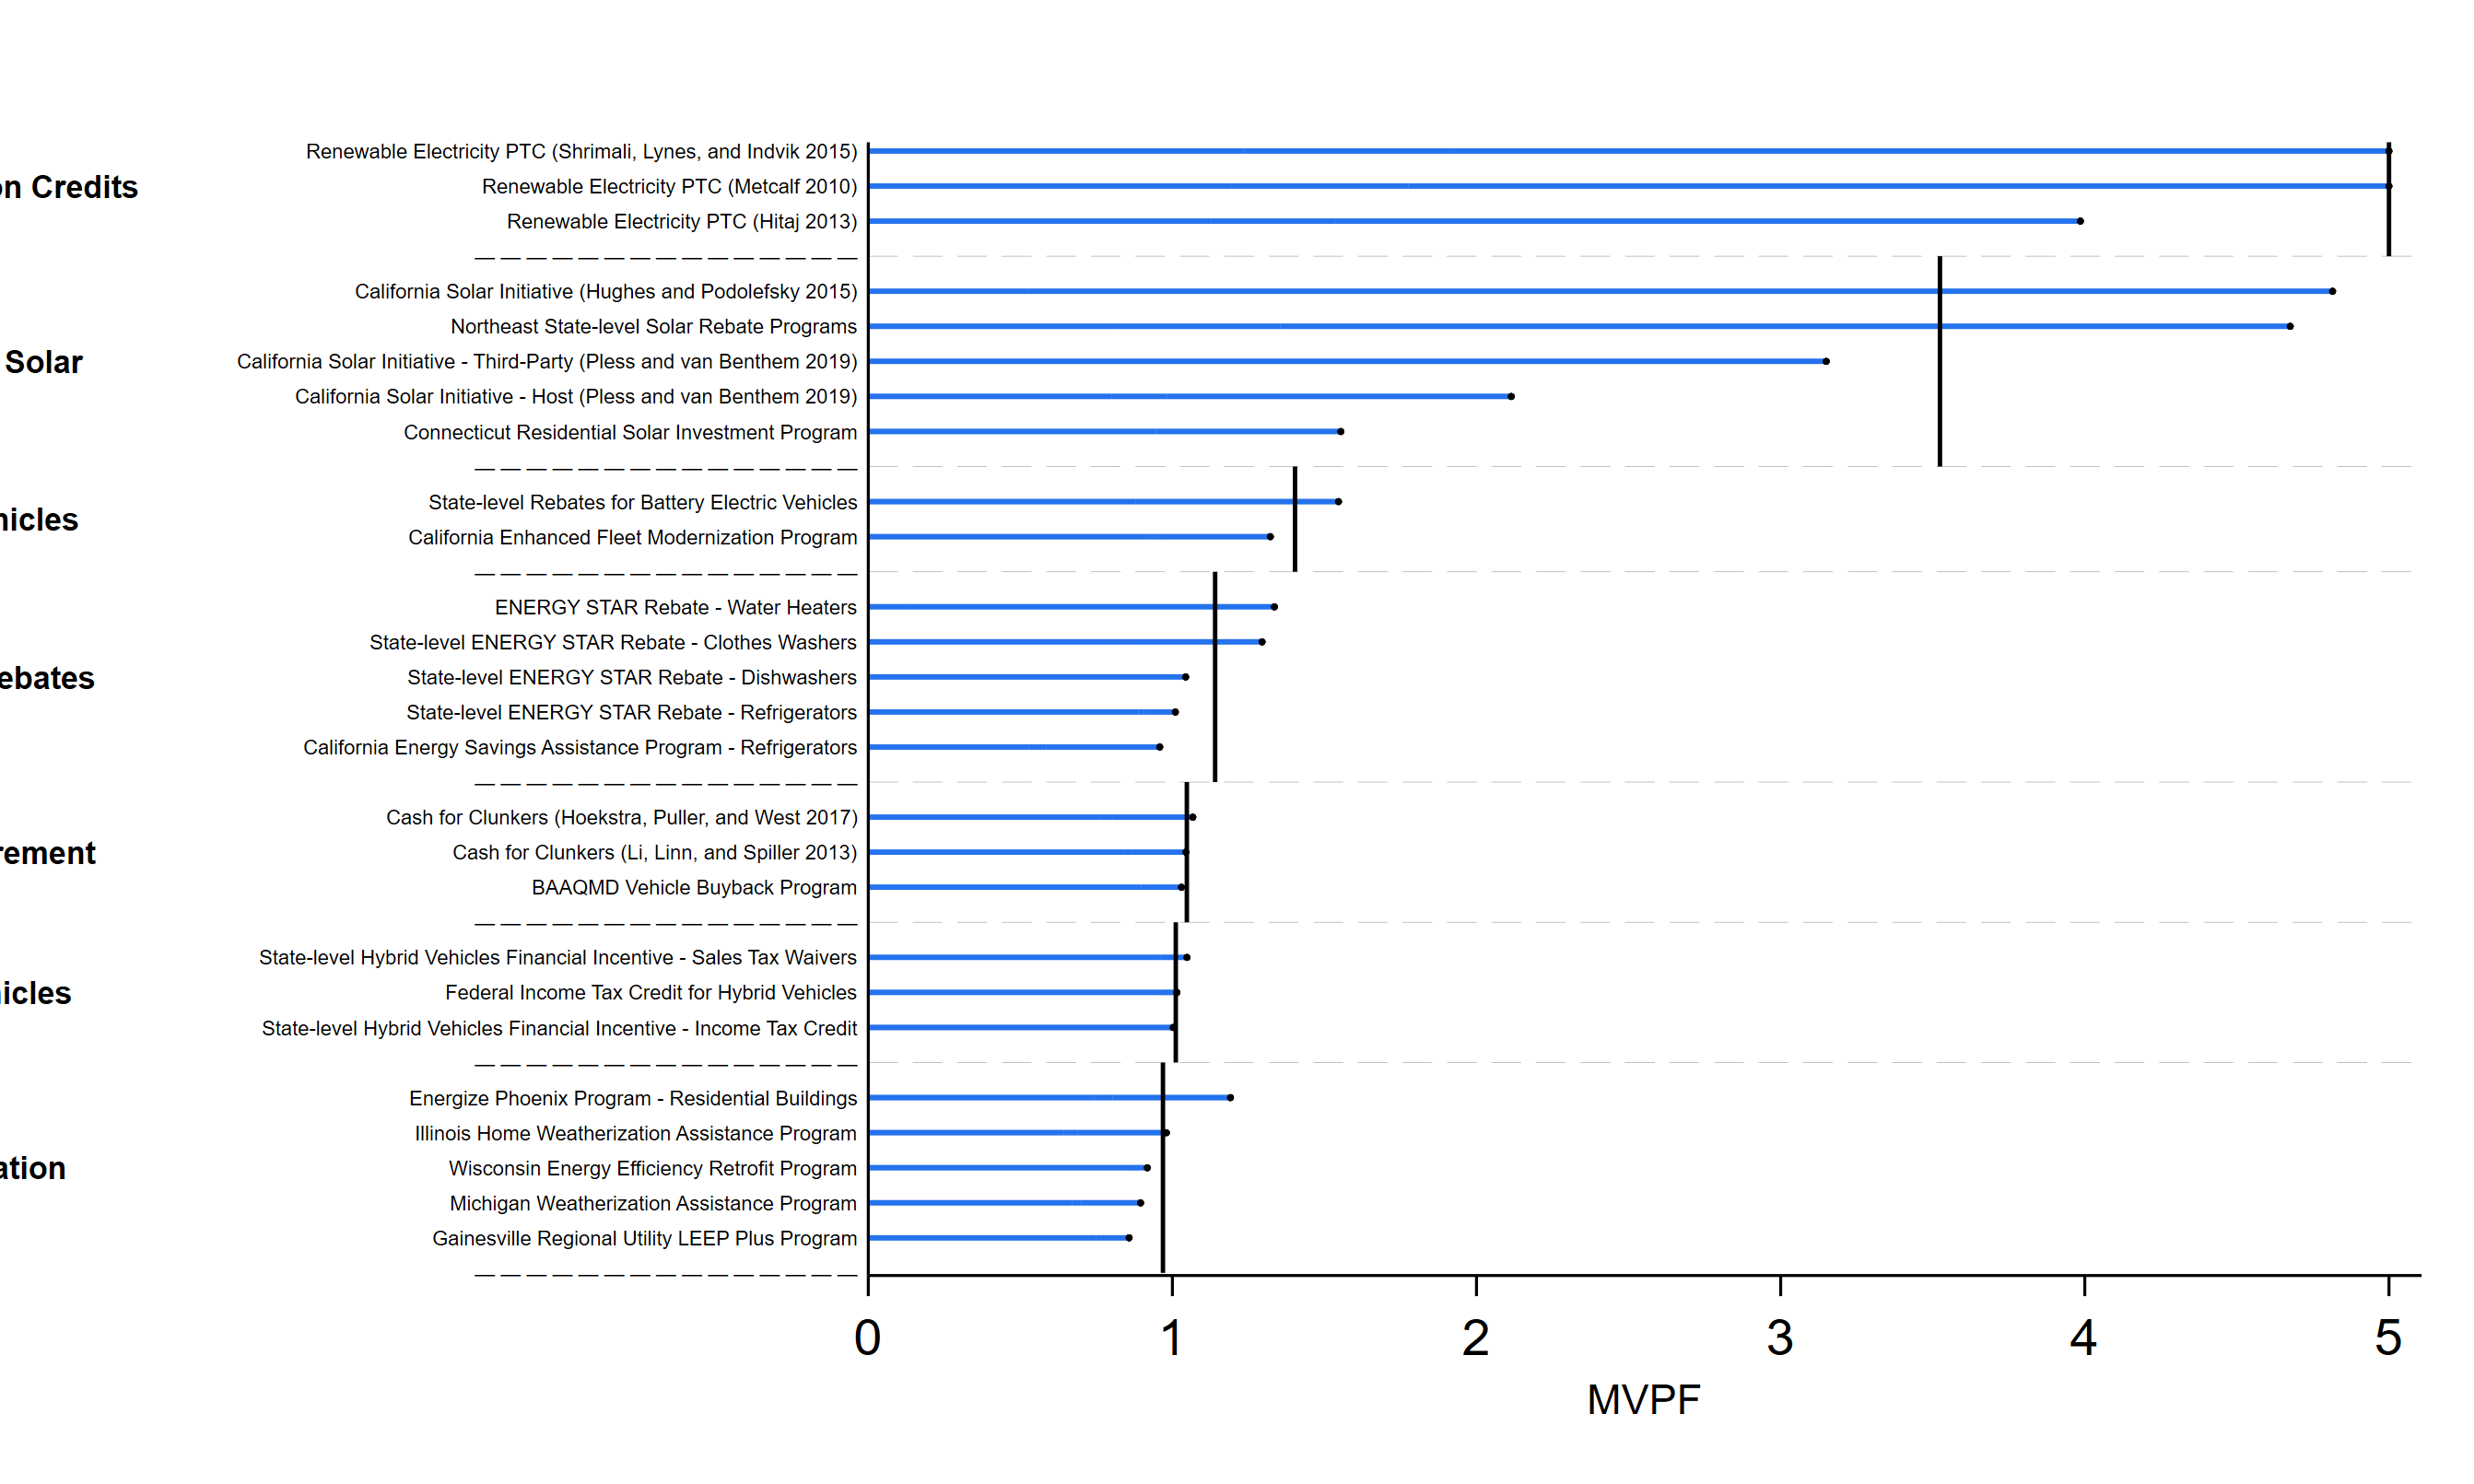 Renewable Electricity PTC (Shrimali, Lynes, and Indvik 2015)
on Credits
Renewable Electricity PTC (Metcalf 2010)
Renewable Electricity PTC (Hitaj 2013)
California Solar Initiative (Hughes and Podolefsky 2015)
Northeast State-level Solar Rebate Programs
Solar
California Solar Initiative - Third-Party (Pless and van Benthem 2019)
California Solar Initiative - Host (Pless and van Benthem 2019)
Connecticut Residential Solar Investment Program
State-level Rebates for Battery Electric Vehicles
hicles
California Enhanced Fleet Modernization Program
ENERGY STAR Rebate - Water Heaters
State-level ENERGY STAR Rebate - Clothes Washers
ebates
State-level ENERGY STAR Rebate - Dishwashers
State-level ENERGY STAR Rebate - Refrigerators
California Energy Savings Assistance Program - Refrigerators
Cash for Clunkers (Hoekstra, Puller, and West 2017)
rement
Cash for Clunkers (Li, Linn, and Spiller 2013)
BAAQMD Vehicle Buyback Program
State-level Hybrid Vehicles Financial Incentive - Sales Tax Waivers
hicles
Federal Income Tax Credit for Hybrid Vehicles
State-level Hybrid Vehicles Financial Incentive - Income Tax Credit
Energize Phoenix Program - Residential Buildings
Illinois Home Weatherization Assistance Program
ation
Wisconsin Energy Efficiency Retrofit Program
Michigan Weatherization Assistance Program
Gainesville Regional Utility LEEP Plus Program
0 1 2 3 4 5
MVPF